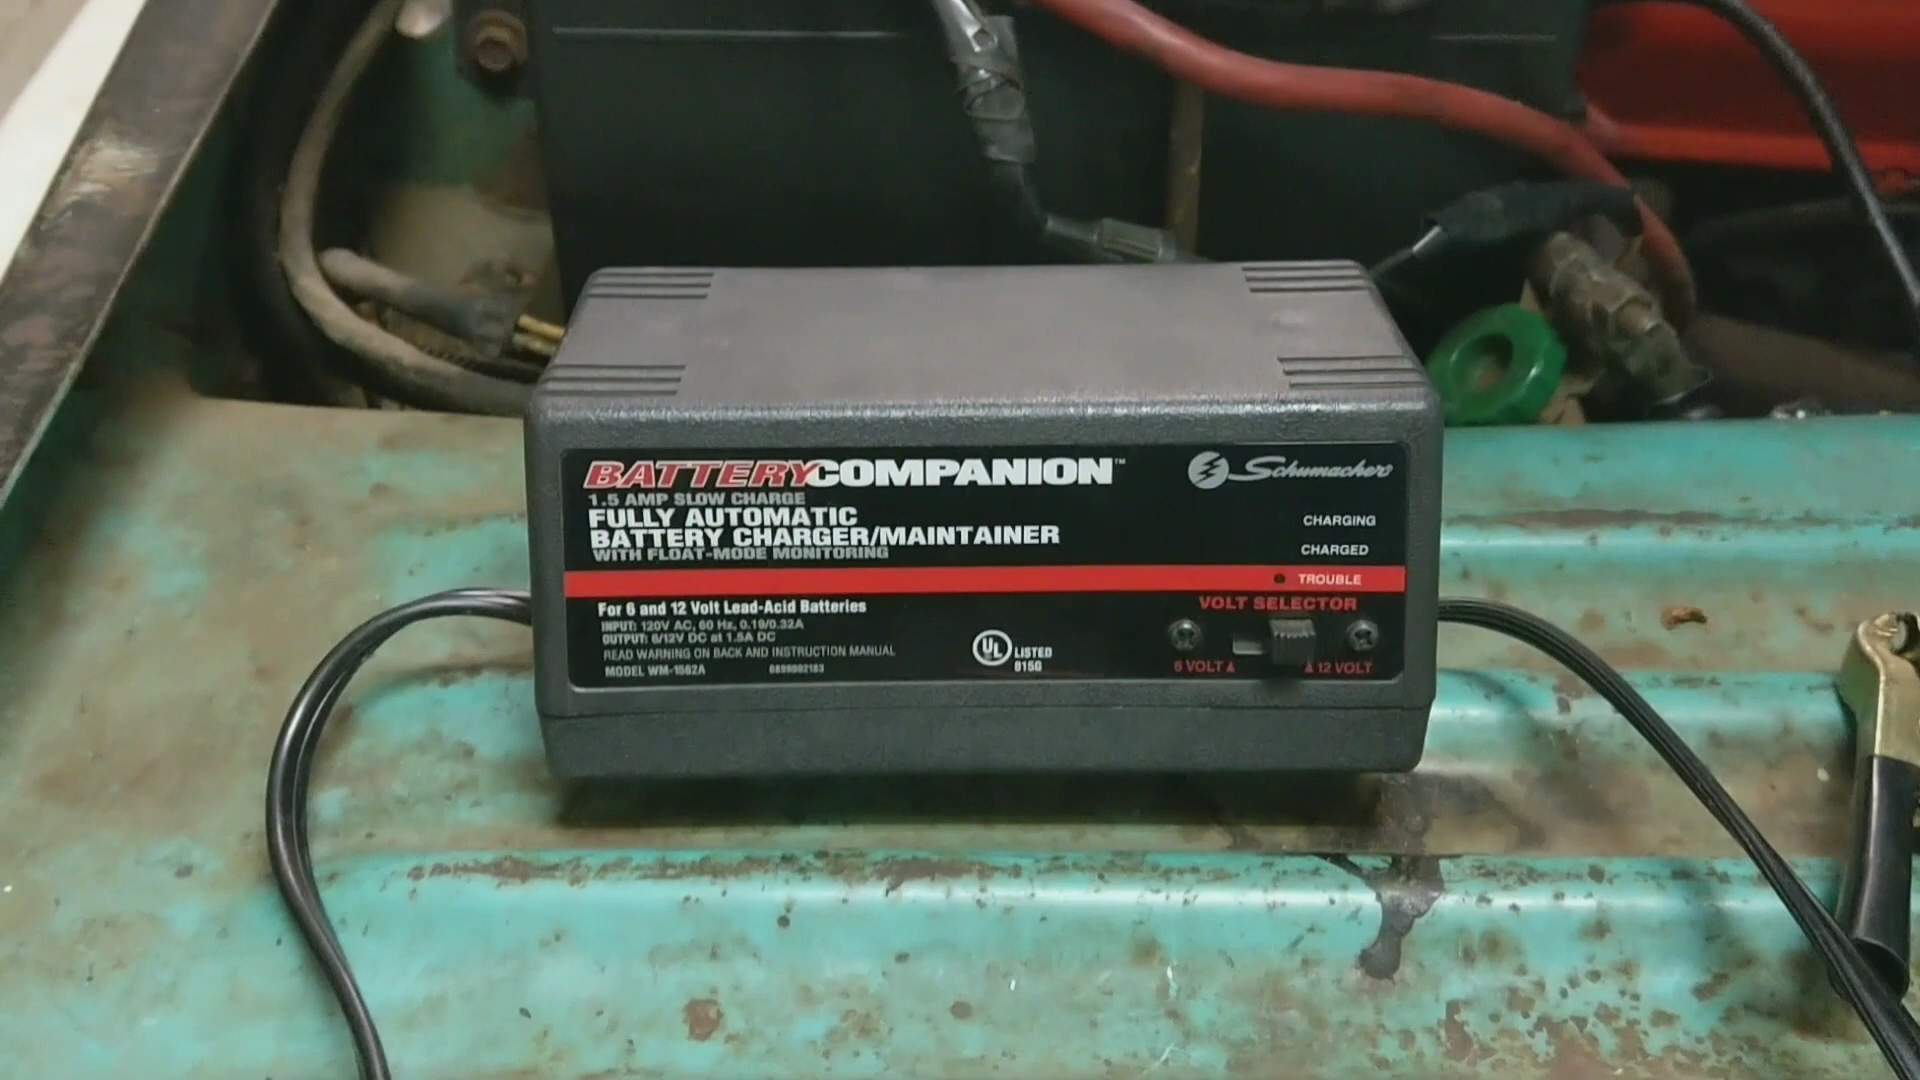 BATTERYCOMPANION™
Schumacher
1.5 AMP SLOW CHARGE
FULLY AUTOMATIC
BATTERY CHARGER/MAINTAINER
WITH FLOAT-MODE MONITORING
CHARGING
CHARGED
TROUBLE
For 6 and 12 Volt Lead-Acid Batteries
INPUT: 120V AC, 60 Hz, 0.19/0.32A
OUTPUT: 6/12V DC at 1.5A DC
READ WARNING ON BACK AND INSTRUCTION MANUAL
MODEL WM-1562A
UL LISTED
VOLT SELECTOR
6 VOLT ▲ ▲ 12 VOLT